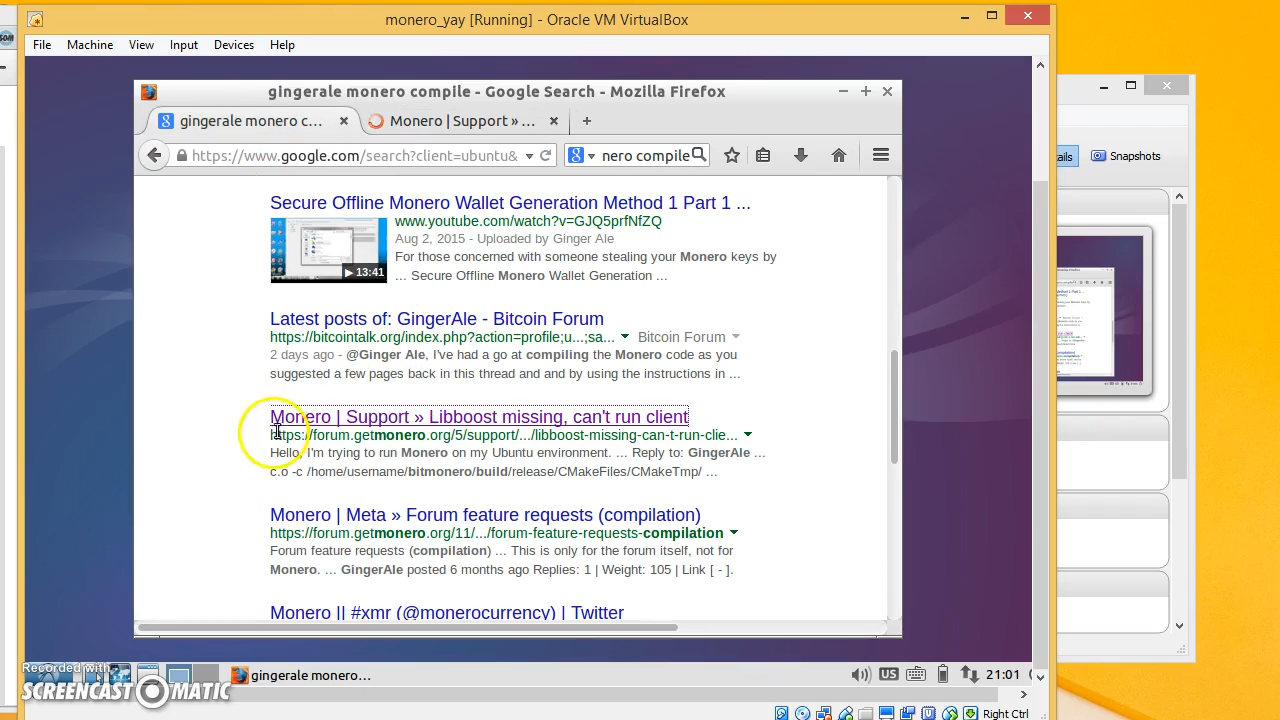 monero_yay [Running] - Oracle VM VirtualBox
File Machine View Input Devices Help
gingerale monero compile - Google Search - Mozilla Firefox
gingerale monero c... Monero | Support » ...
https://www.google.com/search?client=ubuntu& nero compile
Snapshots
Secure Offline Monero Wallet Generation Method 1 Part 1 ...
www.youtube.com/watch?v=GJQ5prfNfZQ
Aug 2, 2015 - Uploaded by Ginger Ale
For those concerned with someone stealing your Monero keys by
... Secure Offline Monero Wallet Generation ...
13:41
Latest posts of: GingerAle - Bitcoin Forum
https://bitcointalk.org/index.php?action=profile;u...;sa... Bitcoin Forum
2 days ago - @Ginger Ale, I've had a go at compiling the Monero code as you
suggested a few pages back in this thread and and by using the instructions in ...
Monero | Support » Libboost missing, can't run client
https://forum.getmonero.org/5/support/.../libboost-missing-can-t-run-clie...
Hello, I'm trying to run Monero on my Ubuntu environment. ... Reply to: GingerAle ...
c.o -c /home/username/bitmonero/build/release/CMakeFiles/CMakeTmp/ ...
Monero | Meta » Forum feature requests (compilation)
https://forum.getmonero.org/11/.../forum-feature-requests-compilation
Forum feature requests (compilation) ... This is only for the forum itself, not for
Monero. ... GingerAle posted 6 months ago Replies: 1 | Weight: 105 | Link [ - ].
Monero || #xmr (@monerocurrency) | Twitter
Recorded with
SCREENCAST MATIC
gingerale monero...
US
21:01
Right Ctrl